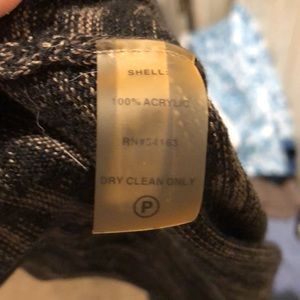 SHELL:
100% ACRYLIC
RN#54163
DRY CLEAN ONLY
P